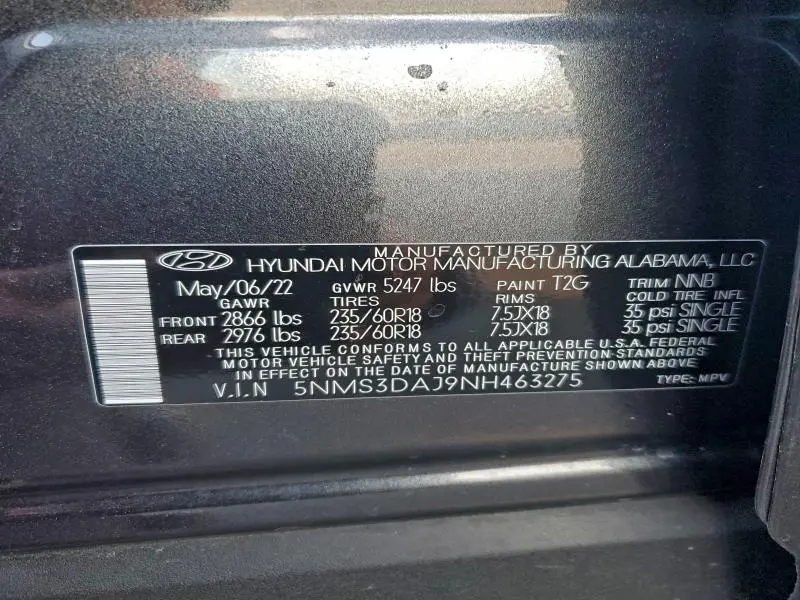 MANUFACTURED BY
HYUNDAI MOTOR MANUFACTURING ALABAMA, LLC
May/06/22 GVWR 5247 lbs PAINT T2G TRIM NNB
GAWR TIRES RIMS COLD TIRE INFL
FRONT 2866 lbs 235/60R18 7.5JX18 35 psi SINGLE
REAR 2976 lbs 235/60R18 7.5JX18 35 psi SINGLE
THIS VEHICLE CONFORMS TO ALL APPLICABLE U.S.A. FEDERAL
MOTOR VEHICLE SAFETY AND THEFT PREVENTION STANDARDS
IN EFFECT ON THE DATE OF MANUFACTURE SHOWN ABOVE
V.I.N 5NMS3DAJ9NH463275 TYPE: MPV